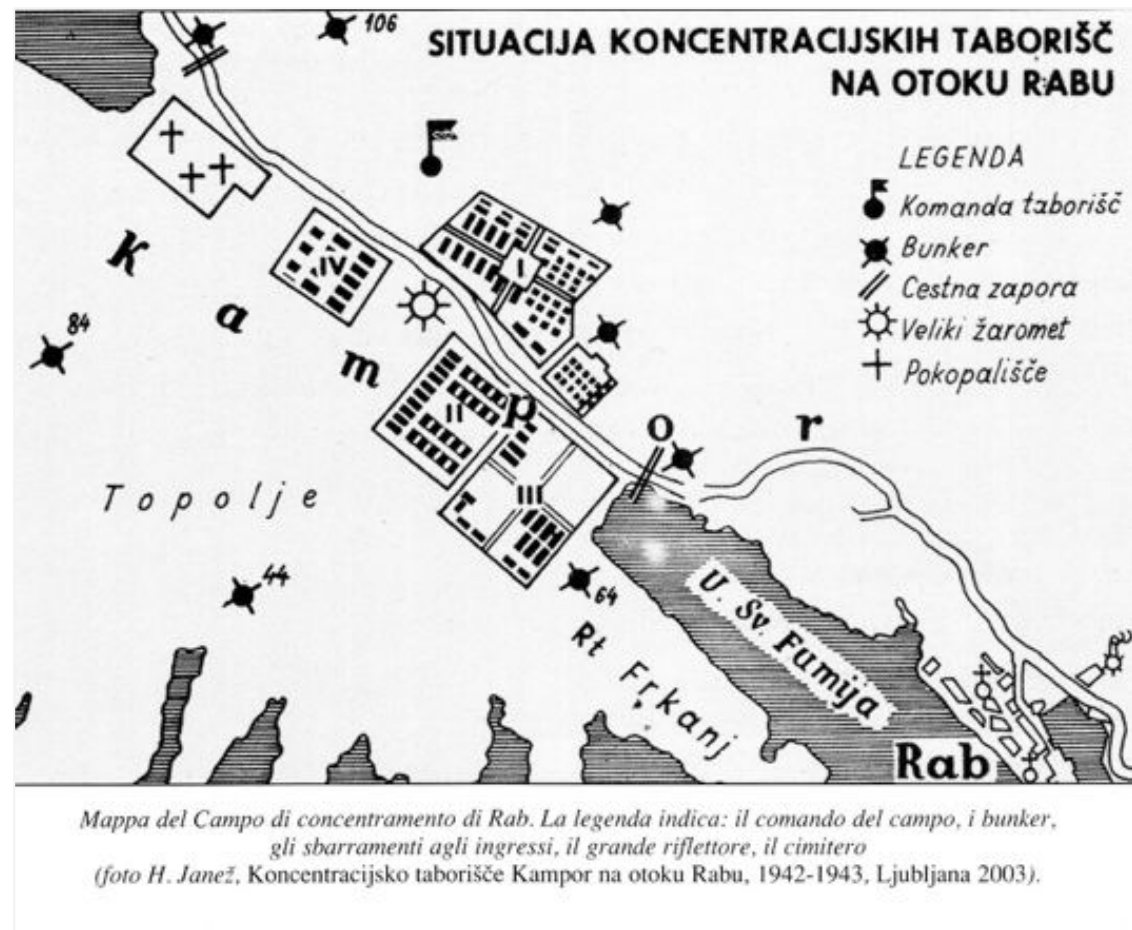 SITUACIJA KONCENTRACIJSKIH TABORIŠČ
NA OTOKU RABU
LEGENDA
Komanda taborišč
Bunker
Cestna zapora
Veliki žaromet
Pokopališče
106
84
44
64
Kampor
I
II
III
IV
Topolje
U. Sv. Fumija
Rt Frkanj
Rab
Mappa del Campo di concentramento di Rab. La legenda indica: il comando del campo, i bunker,
gli sbarramenti agli ingressi, il grande riflettore, il cimitero
(foto H. Janež, Koncentracijsko taborišče Kampor na otoku Rabu, 1942-1943, Ljubljana 2003).